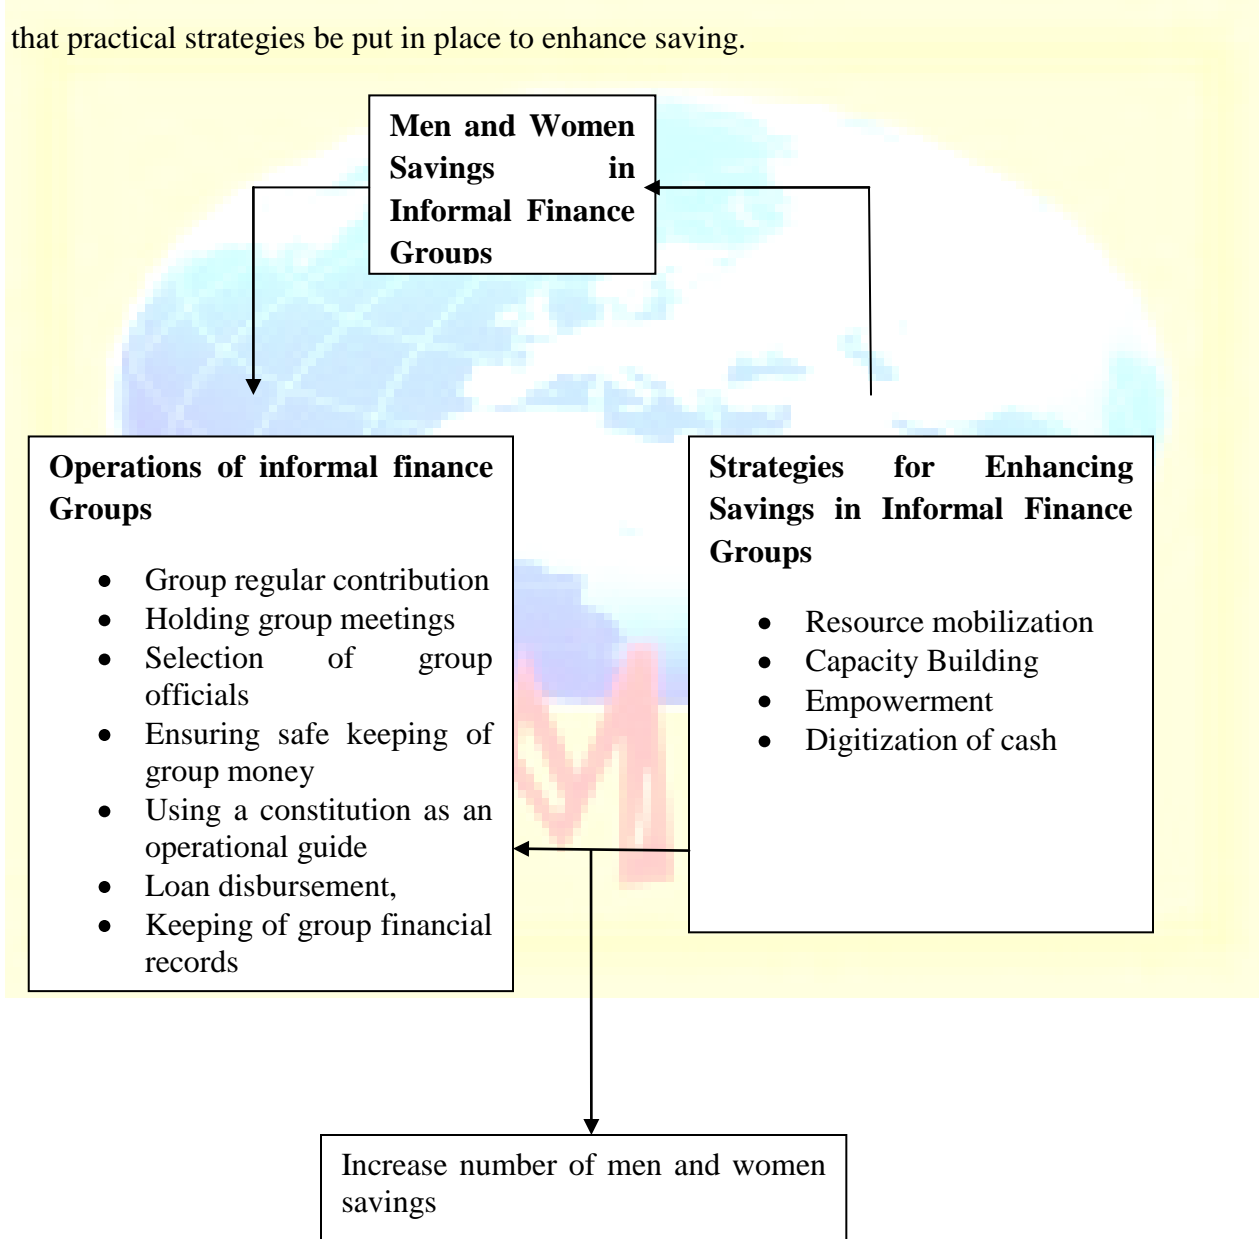 that practical strategies be put in place to enhance saving.
Men and Women
Savings in
Informal Finance
Groups
Operations of informal finance
Groups
• Group regular contribution
• Holding group meetings
• Selection of group
officials
• Ensuring safe keeping of
group money
• Using a constitution as an
operational guide
• Loan disbursement,
• Keeping of group financial
records
Strategies for Enhancing
Savings in Informal Finance
Groups
• Resource mobilization
• Capacity Building
• Empowerment
• Digitization of cash
M
Increase number of men and women
savings